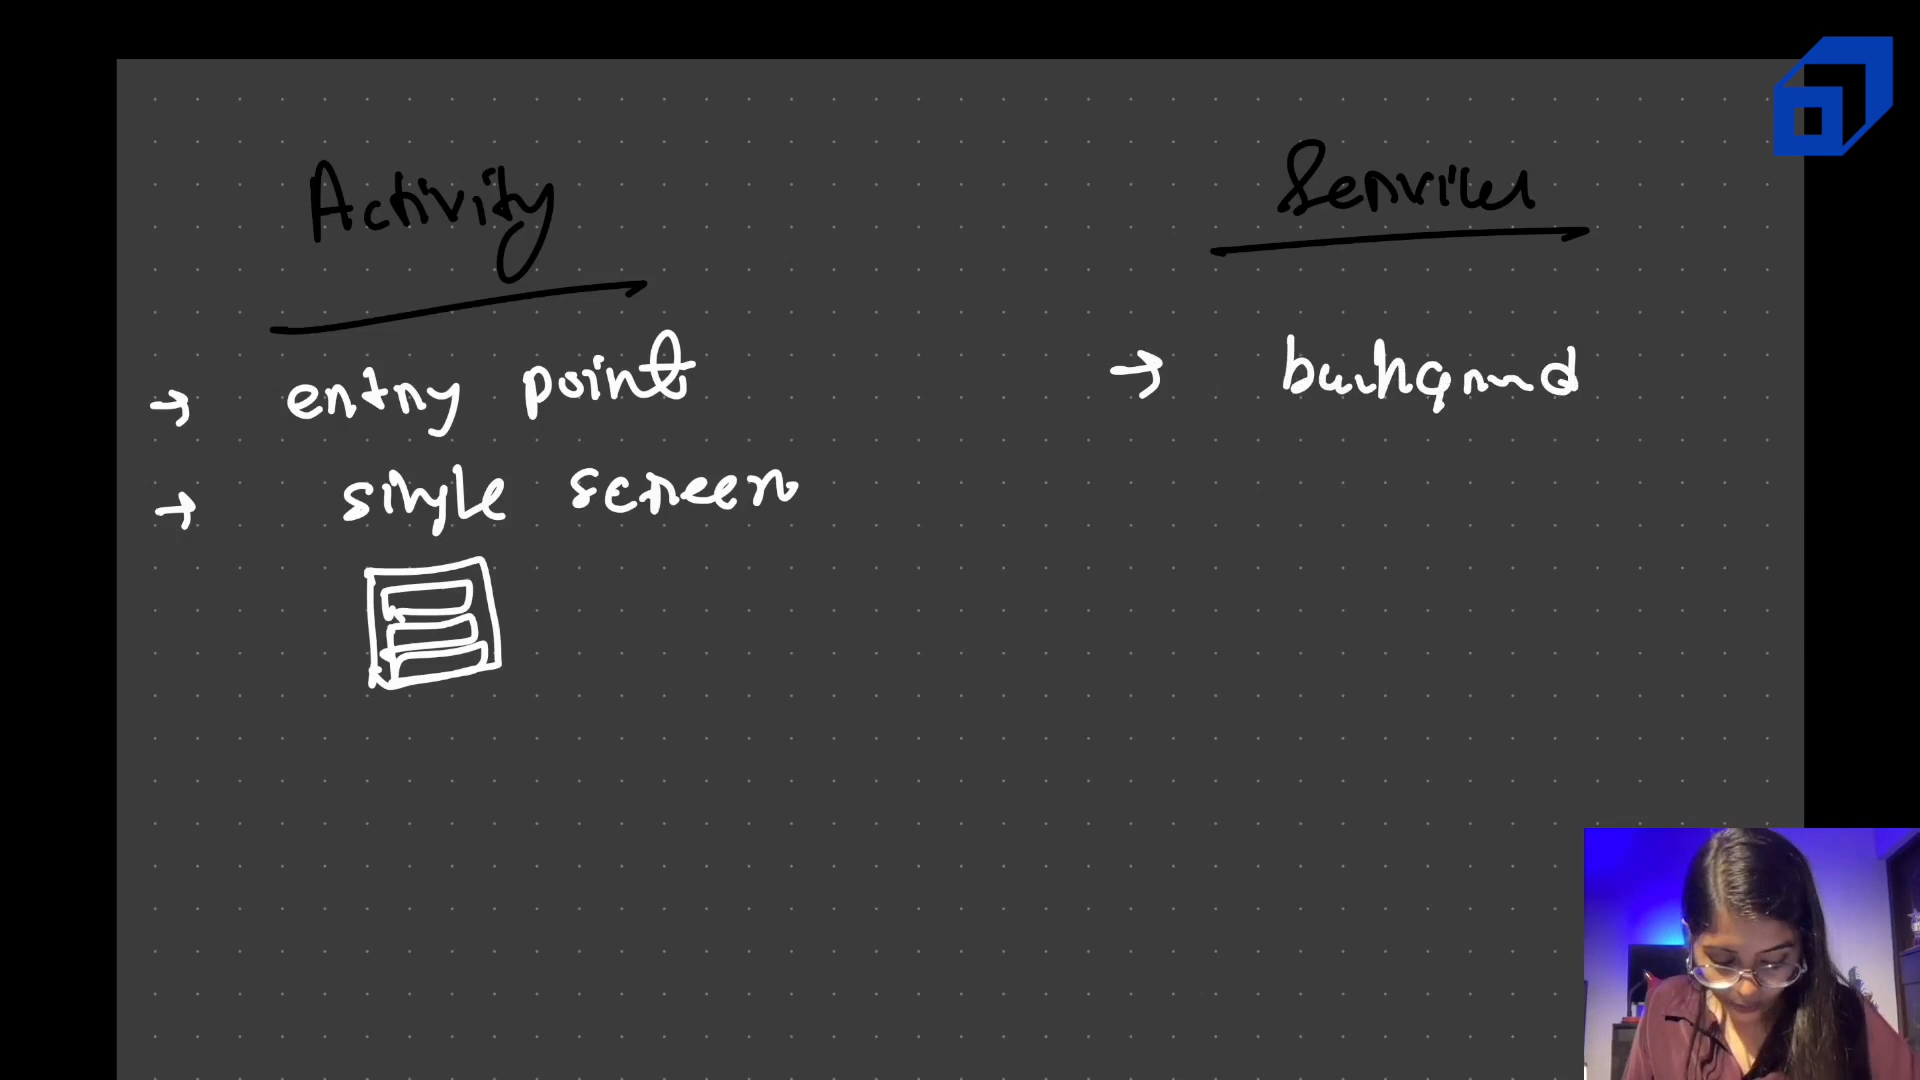 Activity
→ entry point
→ single screen
Services
→ background